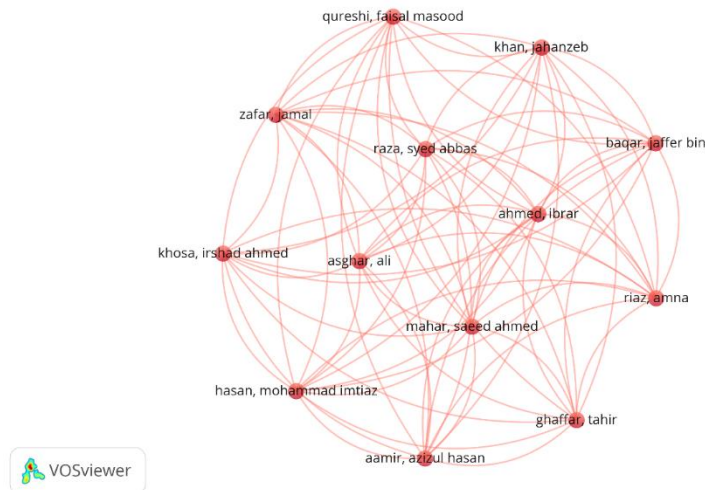 qureshi, faisal masood
khan, jahanzeb
zafar, jamal
raza, syed abbas
baqar, jaffer bin
ahmed, ibrar
khosa, irshad ahmed
asghar, ali
riaz, amna
mahar, saeed ahmed
hasan, mohammad imtiaz
ghaffar, tahir
aamir, azizul hasan
VOSviewer